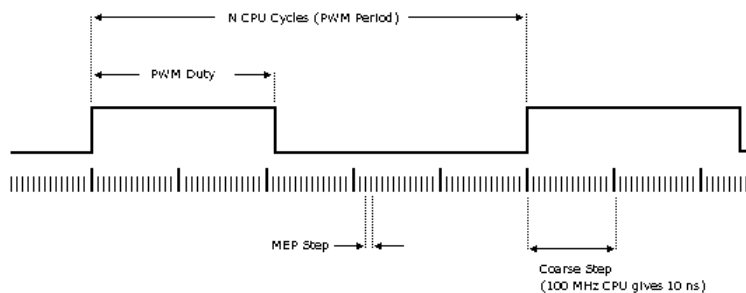 N CPU Cycles (PWM Period)
PWM Duty
MEP Step
Coarse Step
(100 MHz CPU gives 10 ns)